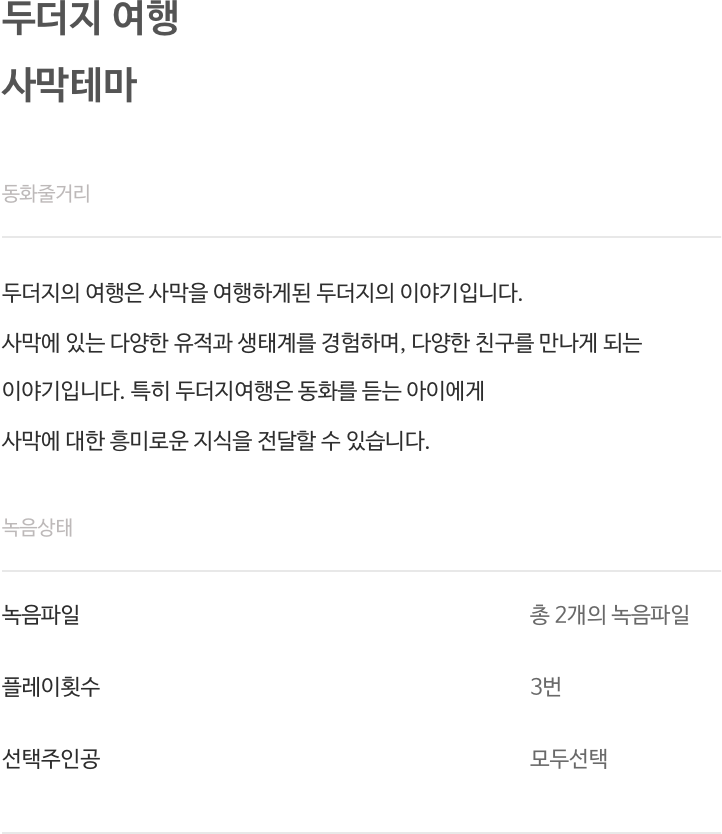 두더지 여행
사막테마
동화줄거리
두더지의 여행은 사막을 여행하게된 두더지의 이야기입니다.
사막에 있는 다양한 유적과 생태계를 경험하며, 다양한 친구를 만나게 되는
이야기입니다. 특히 두더지여행은 동화를 듣는 아이에게
사막에 대한 흥미로운 지식을 전달할 수 있습니다.
녹음상태
녹음파일 총 2개의 녹음파일
플레이횟수 3번
선택주인공 모두선택